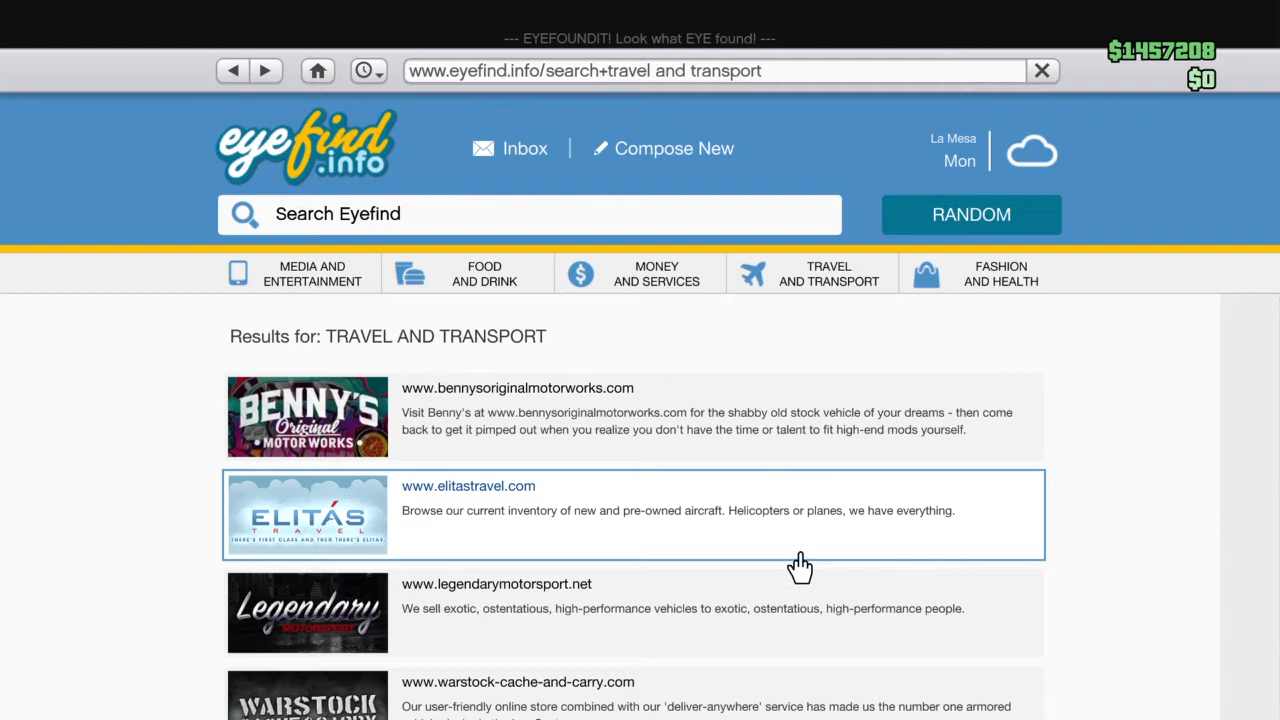 --- EYEFOUNDIT! Look what EYE found! ---
$1457208
www.eyefind.info/search+travel and transport
$0
eyefind.info
Inbox
Compose New
La Mesa
Mon
Search Eyefind
RANDOM
MEDIA AND
ENTERTAINMENT
FOOD
AND DRINK
MONEY
AND SERVICES
TRAVEL
AND TRANSPORT
FASHION
AND HEALTH
Results for: TRAVEL AND TRANSPORT
BENNY'S
Original
MOTOR WORKS
www.bennysoriginalmotorworks.com
Visit Benny's at www.bennysoriginalmotorworks.com for the shabby old stock vehicle of your dreams - then come
back to get it pimped out when you realize you don't have the time or talent to fit high-end mods yourself.
ELITÁS
TRAVEL
THERE'S FIRST CLASS AND THEN THERE'S ELITAS.
www.elitastravel.com
Browse our current inventory of new and pre-owned aircraft. Helicopters or planes, we have everything.
Legendary
MOTORSPORT
www.legendarymotorsport.net
We sell exotic, ostentatious, high-performance vehicles to exotic, ostentatious, high-performance people.
WARSTOCK
www.warstock-cache-and-carry.com
Our user-friendly online store combined with our 'deliver-anywhere' service has made us the number one armored